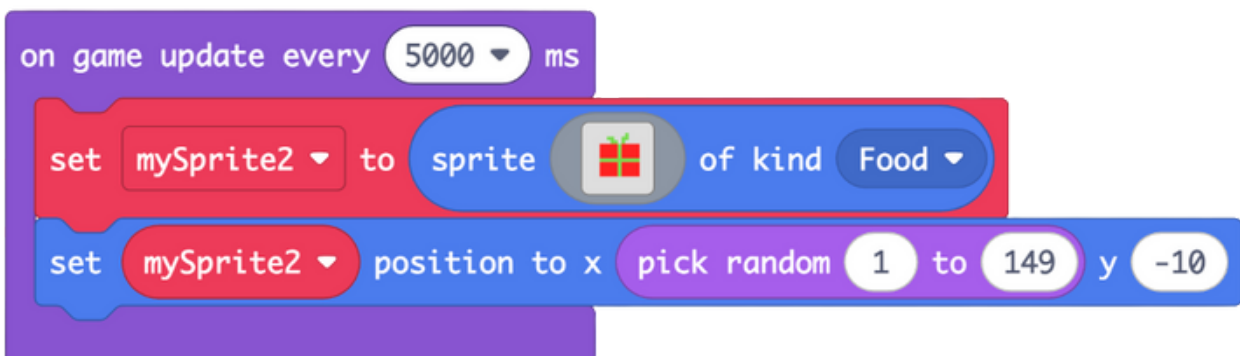 on game update every 5000 ms
set mySprite2 to sprite of kind Food
set mySprite2 position to x pick random 1 to 149 y -10